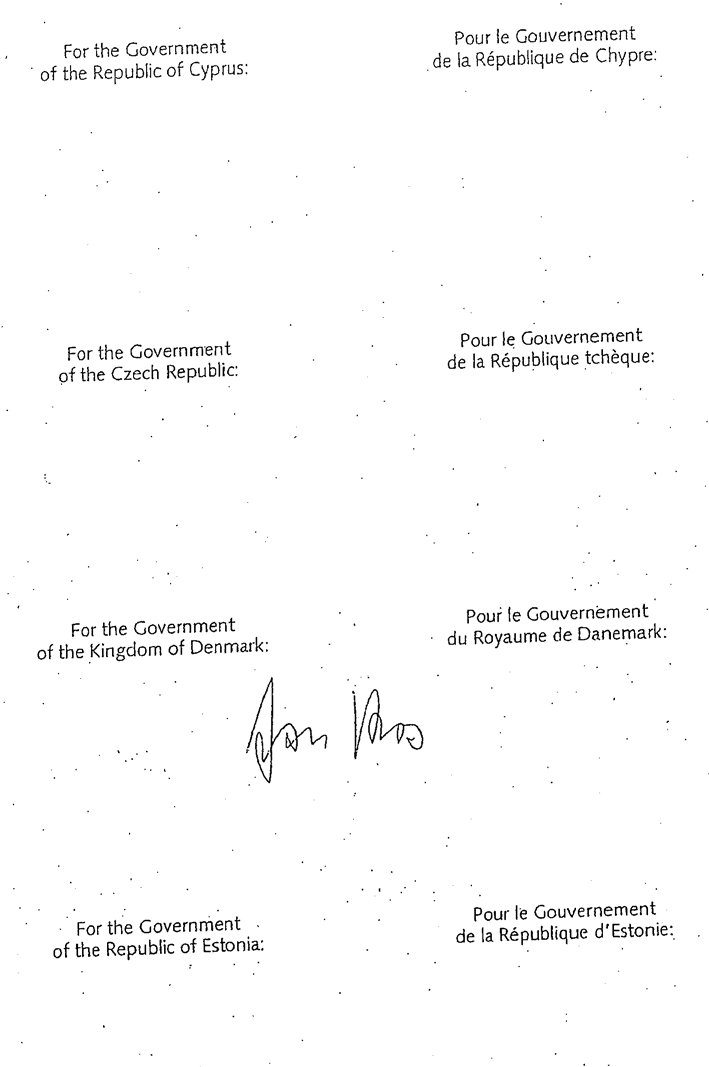 For the Government
of the Republic of Cyprus:
Pour le Gouvernement
de la République de Chypre:
For the Government
of the Czech Republic:
Pour le Gouvernement
de la République tchèque:
For the Government
of the Kingdom of Denmark:
Pour le Gouvernement
du Royaume de Danemark:
For the Government
of the Republic of Estonia:
Pour le Gouvernement
de la République d'Estonie: